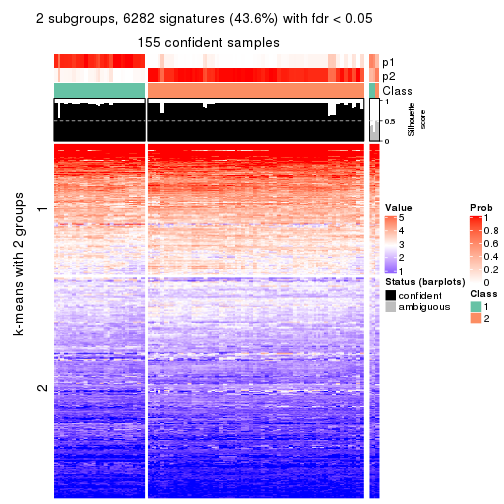 2 subgroups, 6282 signatures (43.6%) with fdr < 0.05
155 confident samples
p1
p2
Class
1
0.5
0
Silhouette
score
k-means with 2 groups
1
2
Value
5
4
3
2
1
Status (barplots)
confident
ambiguous
Prob
1
0.8
0.6
0.4
0.2
0
Class
1
2